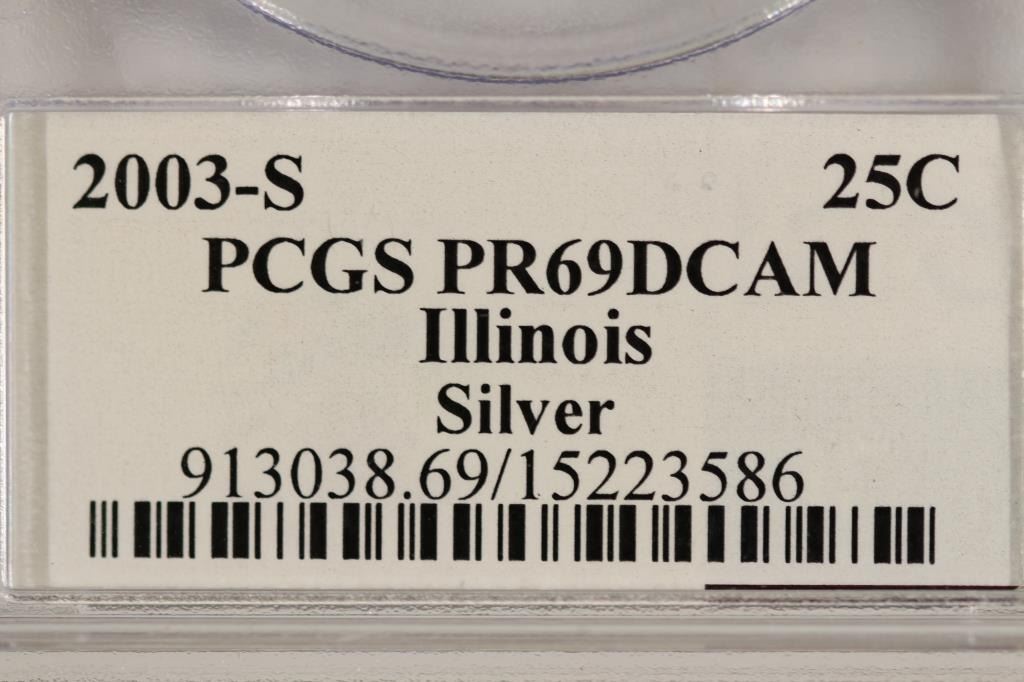 2003-S 25C
PCGS PR69DCAM
Illinois
Silver
913038.69/15223586